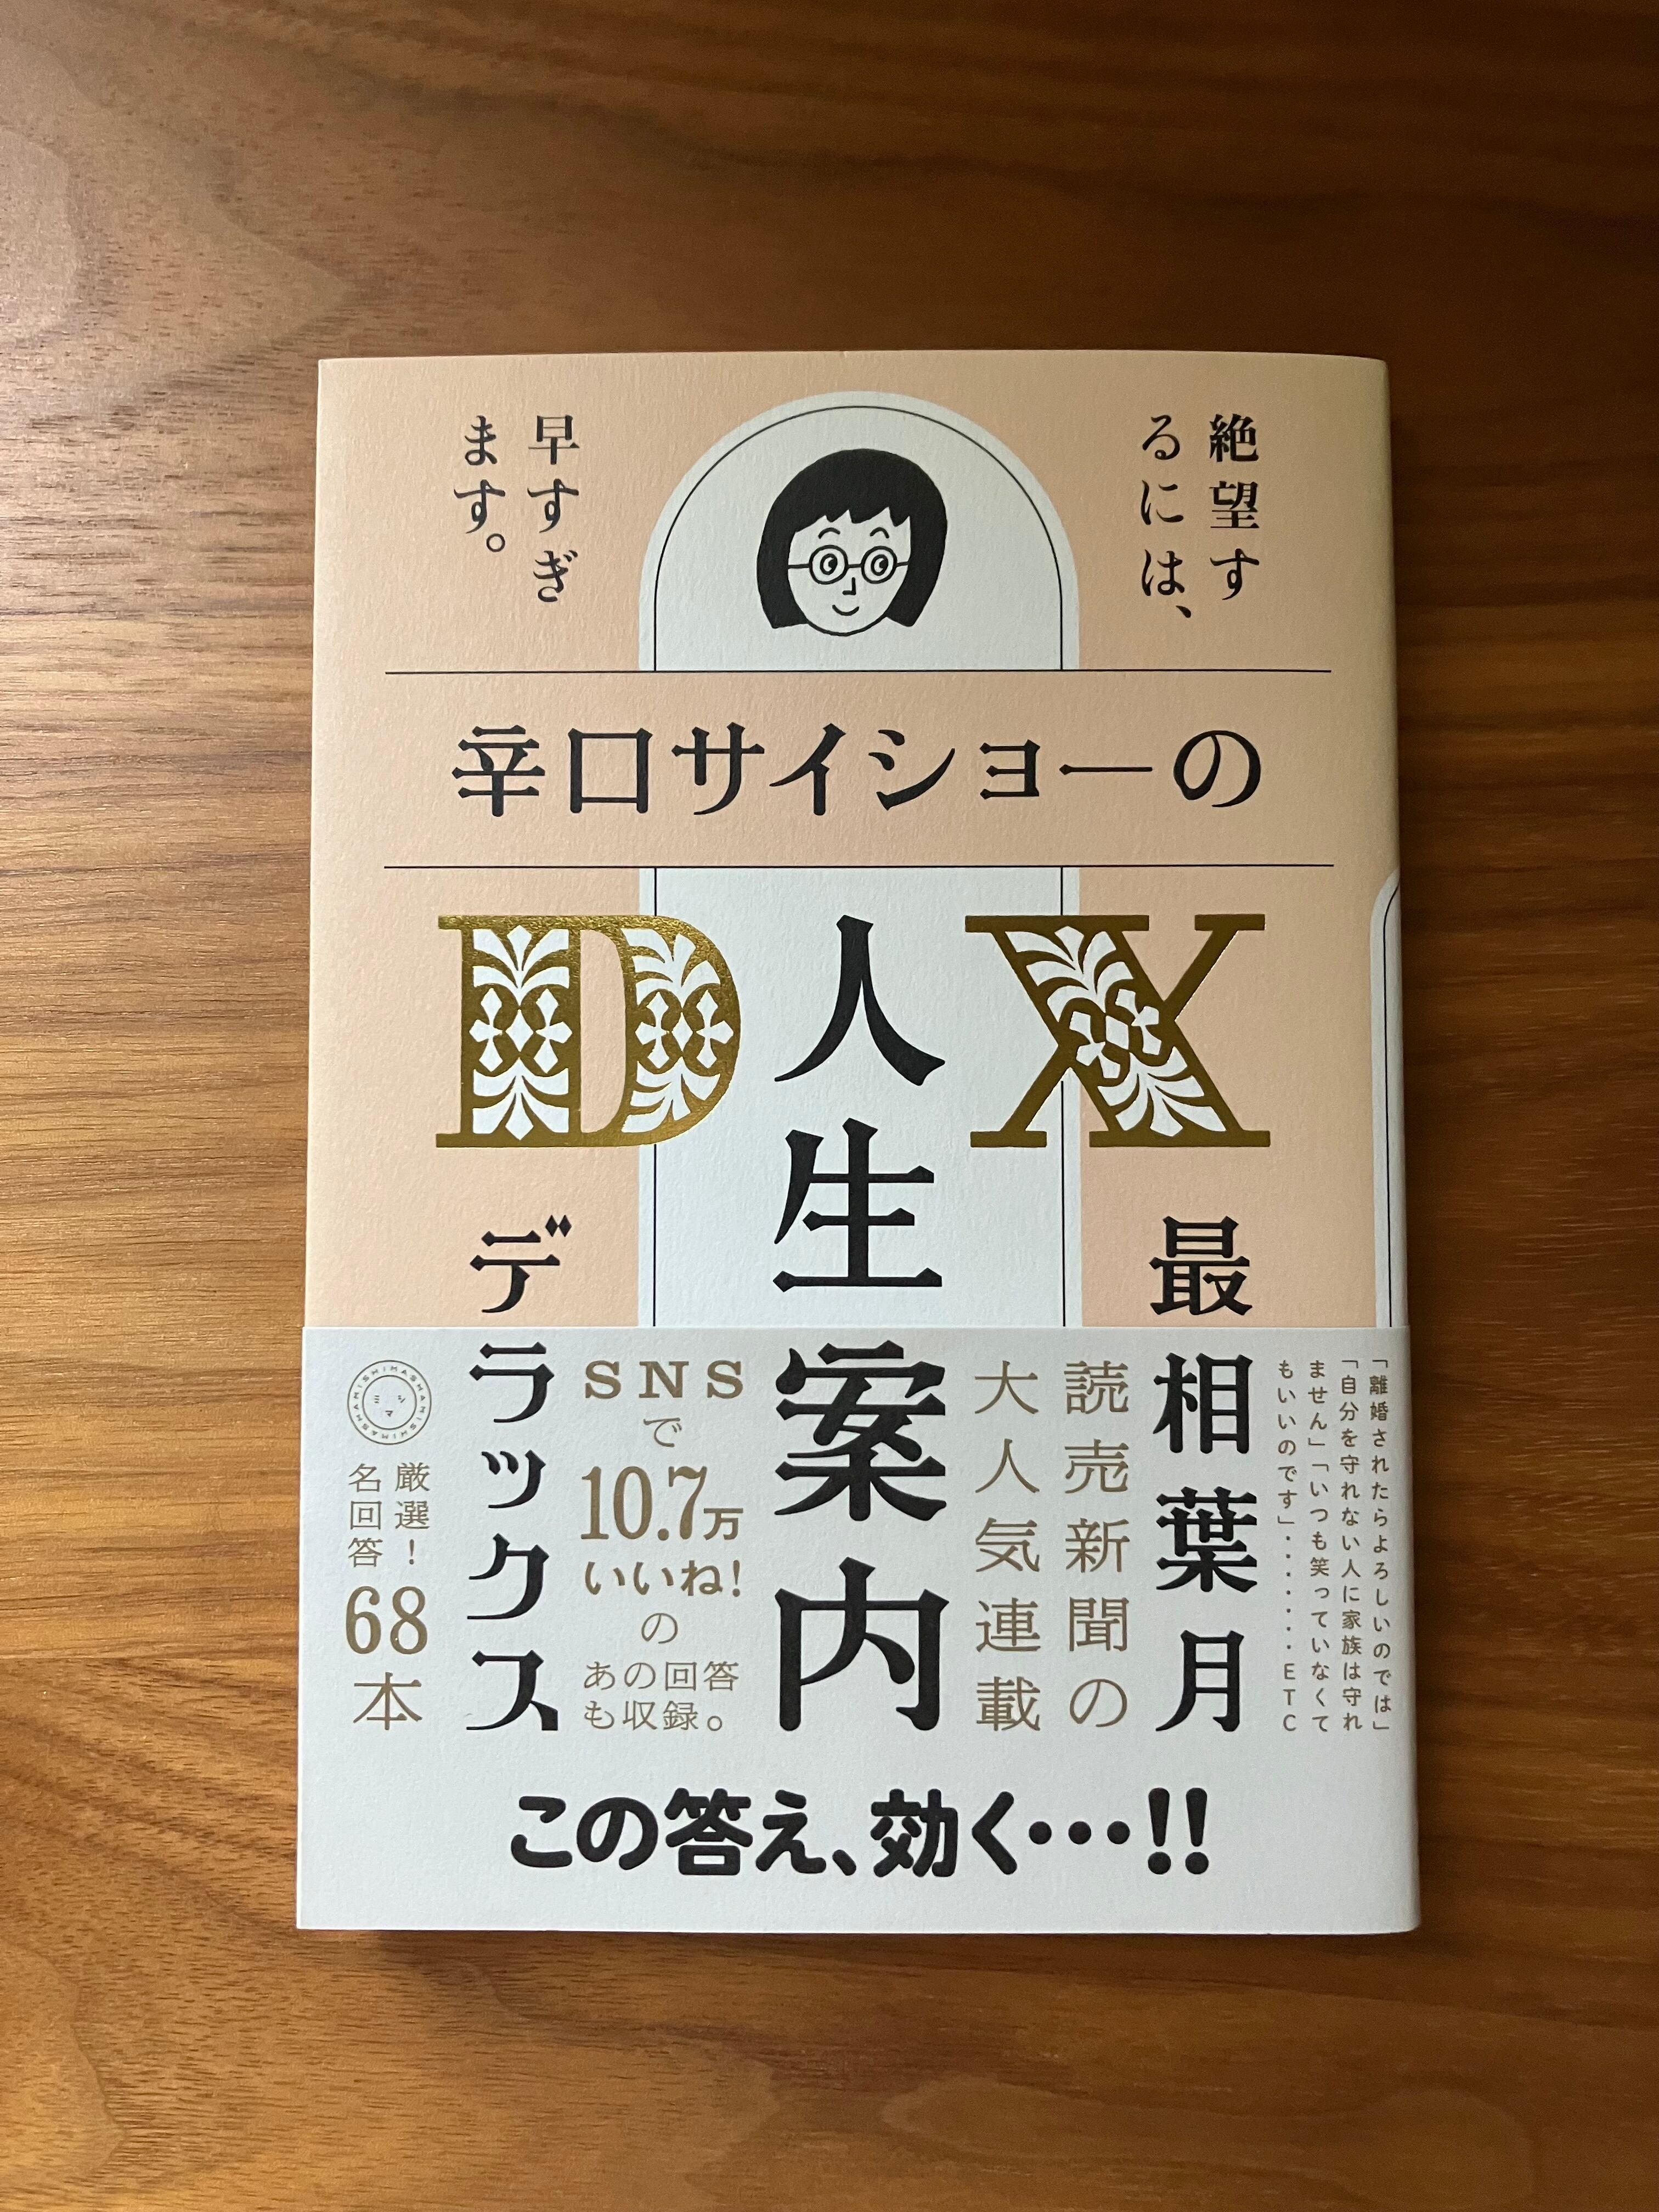 絶望す
るには、
早すぎ
ます。
辛口サイショーの
人生案内
DX
デラックス
最相葉月
「離婚されたらよろしいのでは」
「自分を守れない人に家族は守れ
ません」「いつも笑っていなくて
もいいのです」・・・・・・ETC
読売新聞の
大人気連載
SNS
で
10.7万
いいね!
の
あの回答
も収録。
厳選!
名回答
68
本
この答え、効く・・・!!
ミシマ